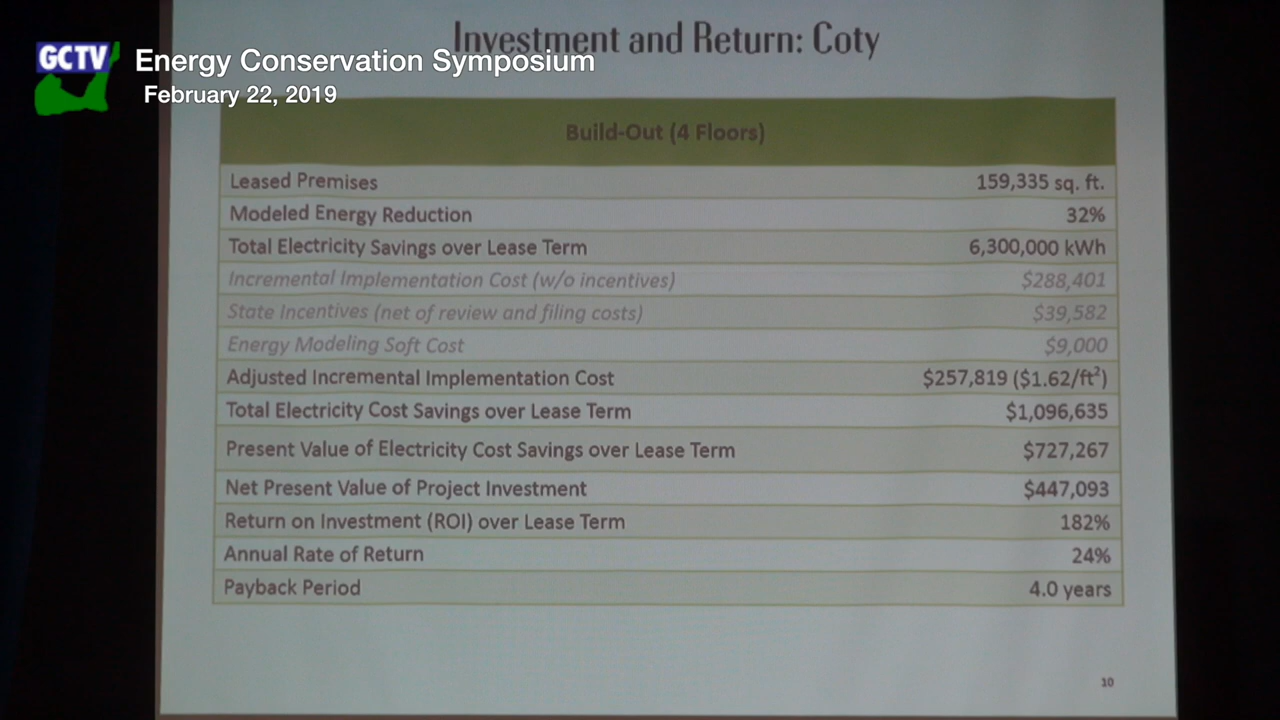 Investment and Return: Coty
GCTV
Energy Conservation Symposium
February 22, 2019
Build-Out (4 Floors)
Leased Premises 159,335 sq. ft.
Modeled Energy Reduction 32%
Total Electricity Savings over Lease Term 6,300,000 kWh
Incremental Implementation Cost (w/o incentives) $288,401
State Incentives (net of review and filing costs) $39,582
Energy Modeling Soft Cost $9,000
Adjusted Incremental Implementation Cost $257,819 ($1.62/ft²)
Total Electricity Cost Savings over Lease Term $1,096,635
Present Value of Electricity Cost Savings over Lease Term $727,267
Net Present Value of Project Investment $447,093
Return on Investment (ROI) over Lease Term 182%
Annual Rate of Return 24%
Payback Period 4.0 years
10